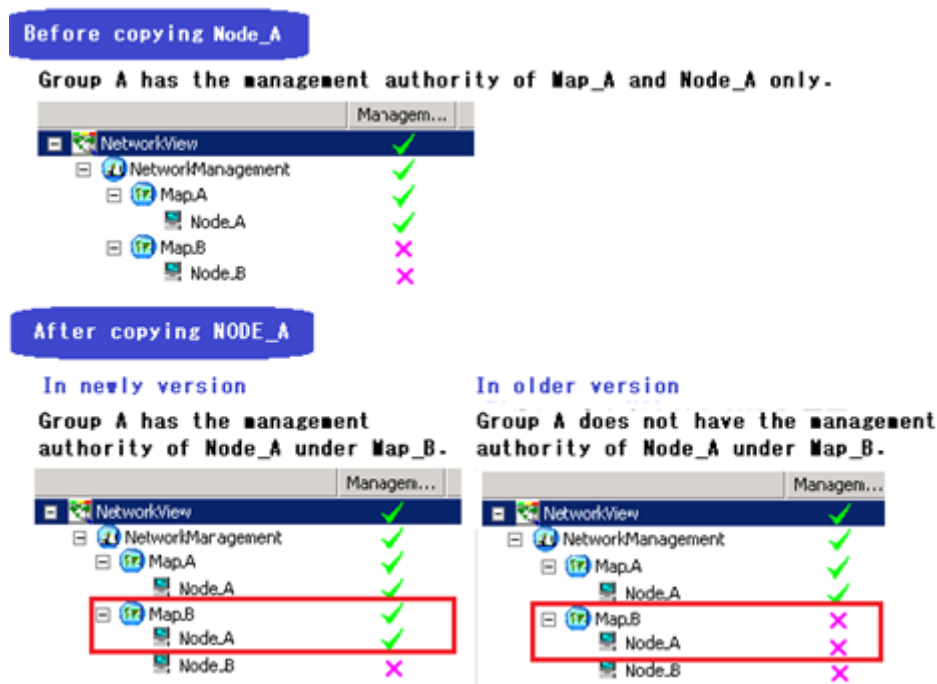 Before copying Node_A
Group A has the management authority of Map_A and Node_A only.
Managem...
NetworkView
NetworkManagement
Map_A
Node_A
Map_B
Node_B
After copying NODE_A
In newly version
Group A has the management
authority of Node_A under Map_B.
Managem...
NetworkView
NetworkManagement
Map_A
Node_A
Map_B
Node_A
Node_B
In older version
Group A does not have the management
authority of Node_A under Map_B.
Managem...
NetworkView
NetworkManagement
Map_A
Node_A
Map_B
Node_A
Node_B